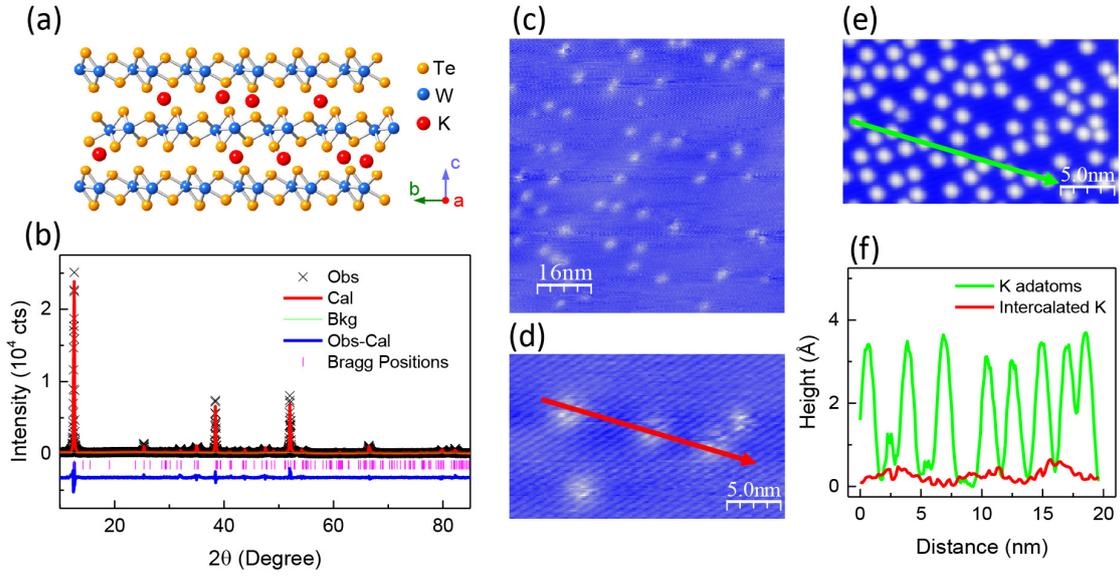 (a)
Te
W
K
c
b
a
(b)
Intensity (10⁴ cts)
2
1
0
Obs
Cal
Bkg
Obs-Cal
Bragg Positions
20
40
60
80
2θ (Degree)
(c)
16nm
(d)
5.0nm
(e)
5.0nm
(f)
Height (Å)
4
2
0
K adatoms
Intercalated K
0
5
10
15
20
Distance (nm)